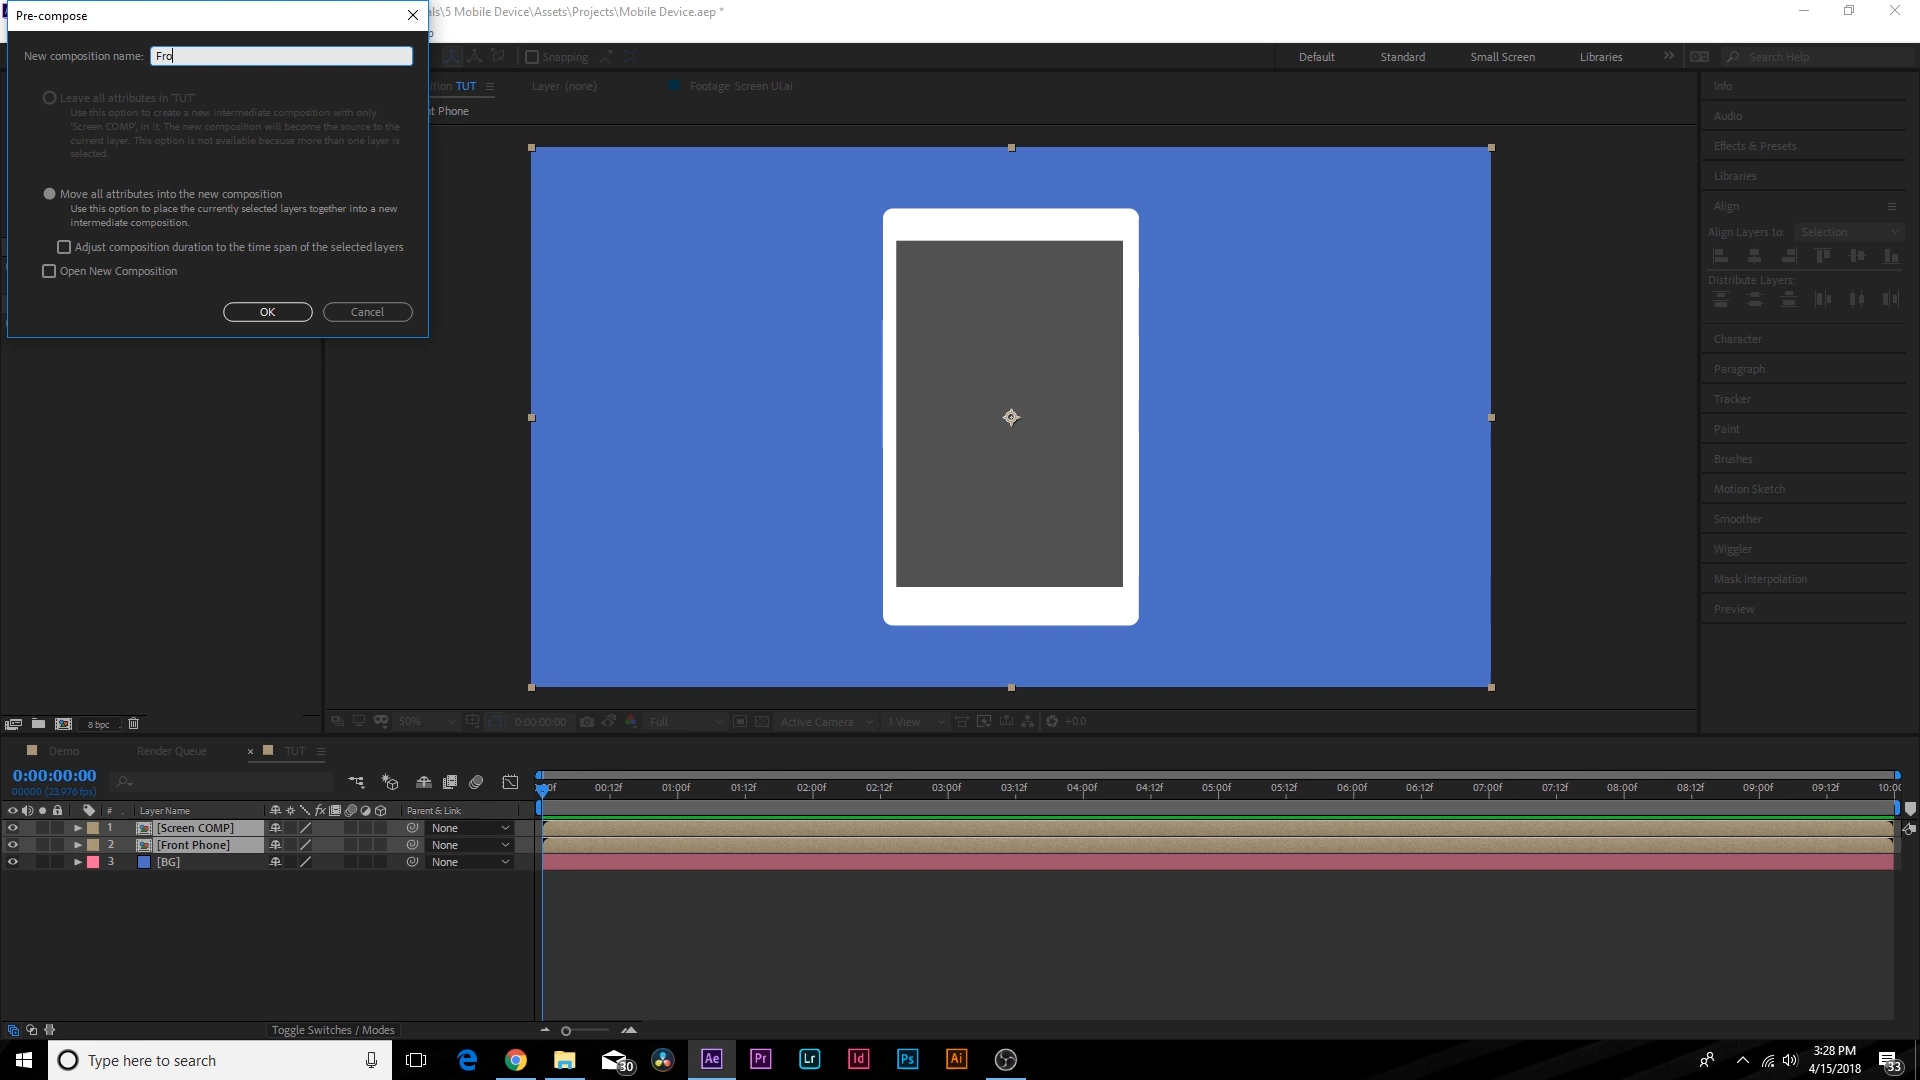 Pre-compose
als\5 Mobile Device\Assets\Projects\Mobile Device.aep *
New composition name: Fro
Leave all attributes in 'TUT'
Use this option to create a new intermediate composition with only
'Screen COMP', in it. The new composition will become the source to the
current layer. This option is not available because more than one layer is
selected.
Move all attributes into the new composition
Use this option to place the currently selected layers together into a new
intermediate composition.
Adjust composition duration to the time span of the selected layers
Open New Composition
OK
Cancel
Snapping
Default
Standard
Small Screen
Libraries
Search Help
TUT
Layer (none)
Footage Screen UI.ai
Phone
Info
Audio
Effects & Presets
Libraries
Align
Align Layers to: Selection
Distribute Layers:
Character
Paragraph
Tracker
Paint
Brushes
Motion Sketch
Smoother
Wiggler
Mask Interpolation
Preview
8 bpc
50%
0:00:00:00
Full
Active Camera
1 View
+0.0
Demo
Render Queue
TUT
0:00:00:00
00000 (23.976 fps)
00:12f 01:00f 01:12f 02:00f 02:12f 03:00f 03:12f 04:00f 04:12f 05:00f 05:12f 06:00f 06:12f 07:00f 07:12f 08:00f 08:12f 09:00f 09:12f 10:00
# Layer Name fx Parent & Link
1 [Screen COMP] None
2 [Front Phone] None
3 [BG] None
Toggle Switches / Modes
Type here to search
30
Ae
Pr
Lr
Id
Ps
Ai
3:28 PM
4/15/2018
33